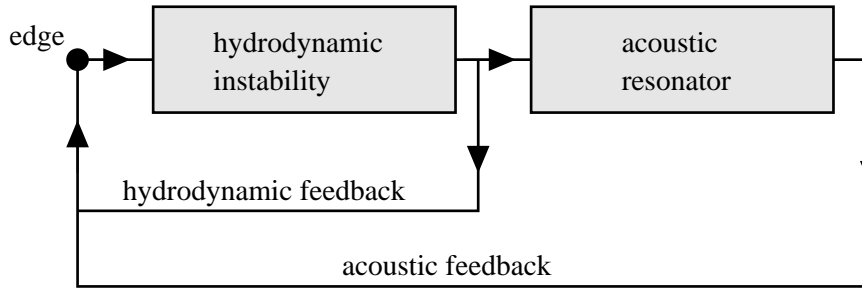 edge
hydrodynamic
instability
acoustic
resonator
hydrodynamic feedback
acoustic feedback